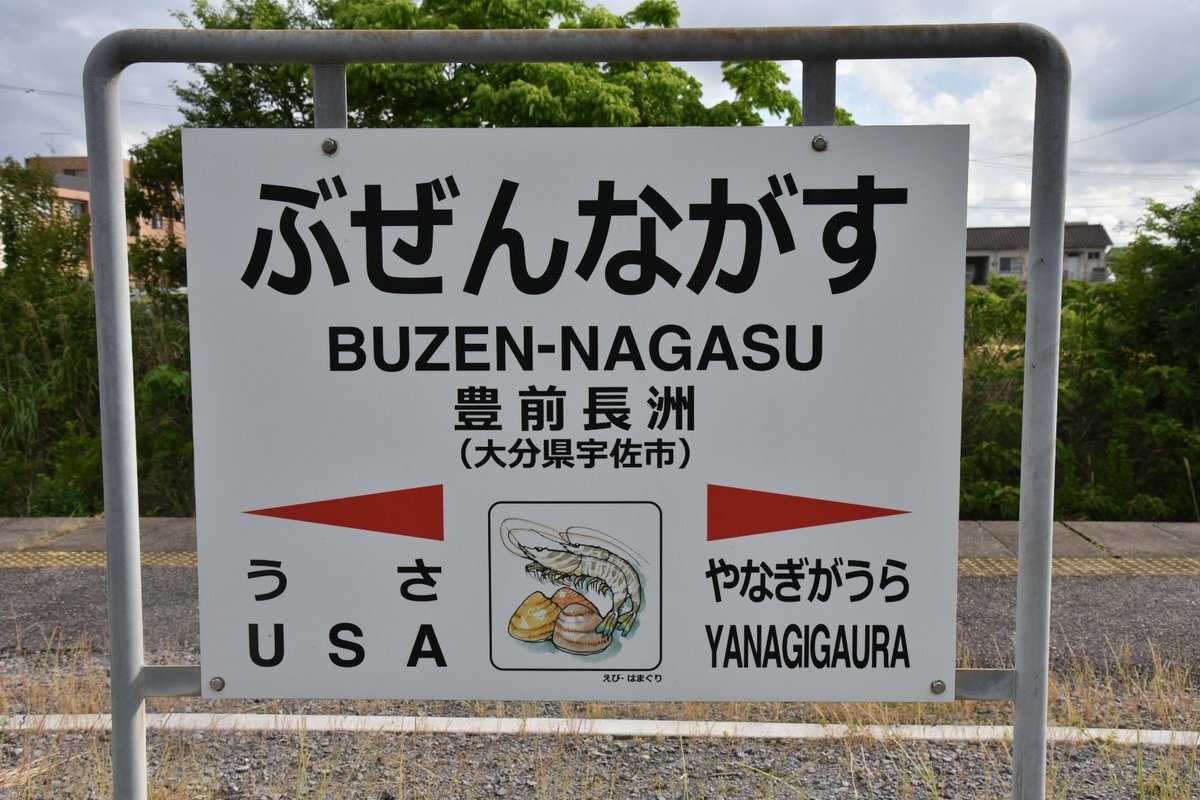 ぶぜんながす
BUZEN-NAGASU
豊前長洲
(大分県宇佐市)
うさ
USA
えび・はまぐり
やなぎがうら
YANAGIGAURA